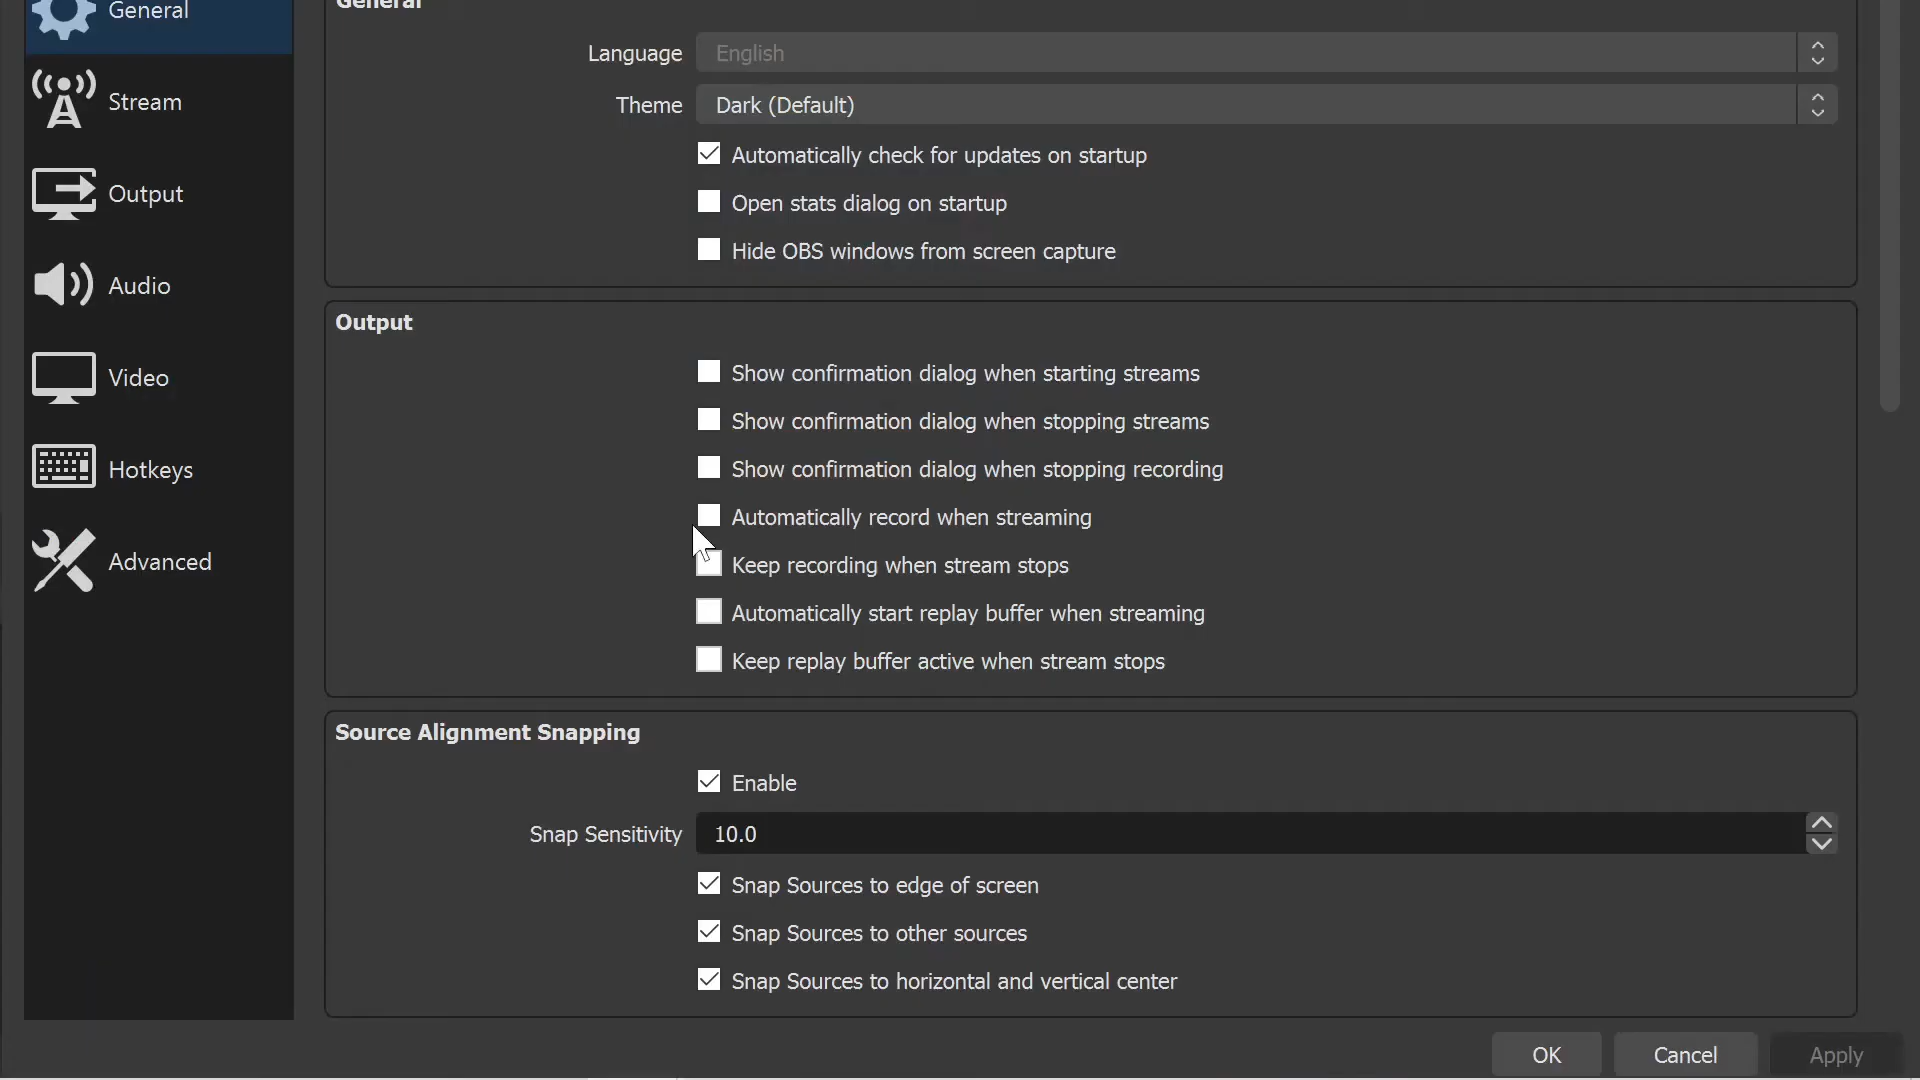 General
General
Stream
Output
Audio
Video
Hotkeys
Advanced
Language English
Theme Dark (Default)
Automatically check for updates on startup
Open stats dialog on startup
Hide OBS windows from screen capture
Output
Show confirmation dialog when starting streams
Show confirmation dialog when stopping streams
Show confirmation dialog when stopping recording
Automatically record when streaming
Keep recording when stream stops
Automatically start replay buffer when streaming
Keep replay buffer active when stream stops
Source Alignment Snapping
Enable
Snap Sensitivity 10.0
Snap Sources to edge of screen
Snap Sources to other sources
Snap Sources to horizontal and vertical center
OK Cancel Apply